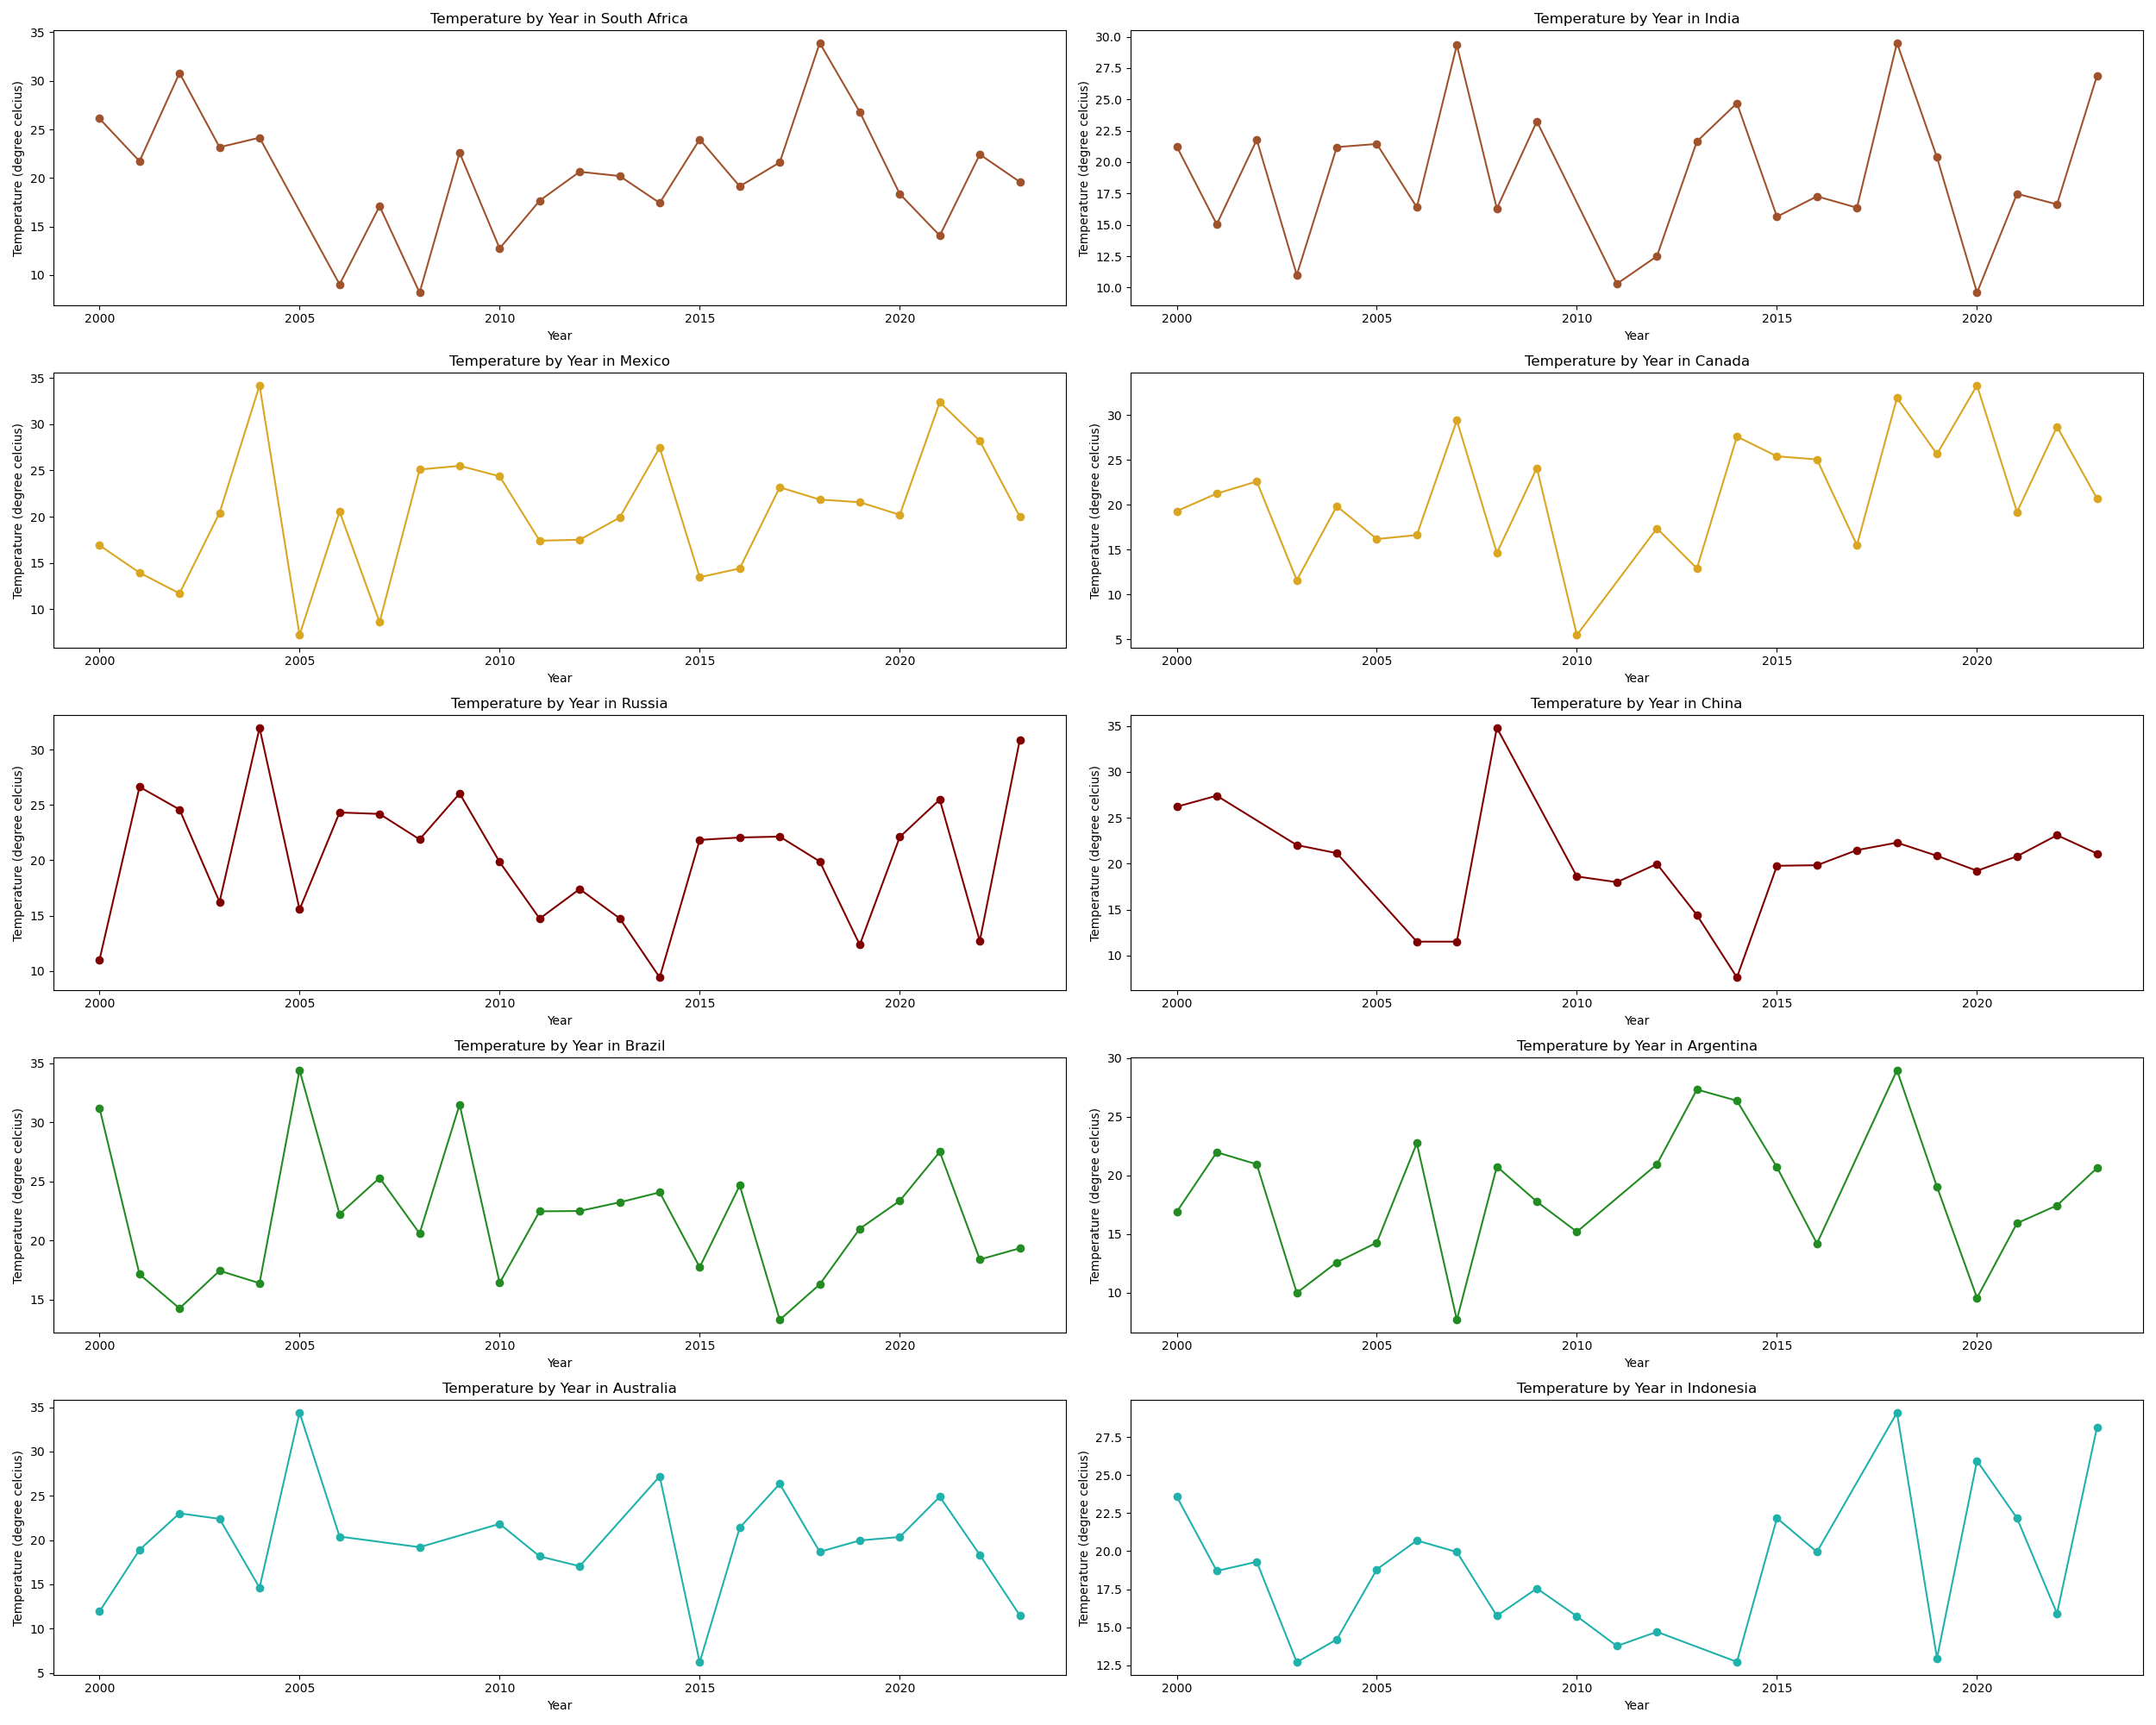 Temperature by Year in South Africa
Temperature (degree celcius)
35
30
25
20
15
10
2000 2005 2010 2015 2020
Year
Temperature by Year in India
Temperature (degree celcius)
30.0
27.5
25.0
22.5
20.0
17.5
15.0
12.5
10.0
2000 2005 2010 2015 2020
Year
Temperature by Year in Mexico
Temperature (degree celcius)
35
30
25
20
15
10
2000 2005 2010 2015 2020
Year
Temperature by Year in Canada
Temperature (degree celcius)
30
25
20
15
10
5
2000 2005 2010 2015 2020
Year
Temperature by Year in Russia
Temperature (degree celcius)
30
25
20
15
10
2000 2005 2010 2015 2020
Year
Temperature by Year in China
Temperature (degree celcius)
35
30
25
20
15
10
2000 2005 2010 2015 2020
Year
Temperature by Year in Brazil
Temperature (degree celcius)
35
30
25
20
15
2000 2005 2010 2015 2020
Year
Temperature by Year in Argentina
Temperature (degree celcius)
30
25
20
15
10
2000 2005 2010 2015 2020
Year
Temperature by Year in Australia
Temperature (degree celcius)
35
30
25
20
15
10
5
2000 2005 2010 2015 2020
Year
Temperature by Year in Indonesia
Temperature (degree celcius)
27.5
25.0
22.5
20.0
17.5
15.0
12.5
2000 2005 2010 2015 2020
Year